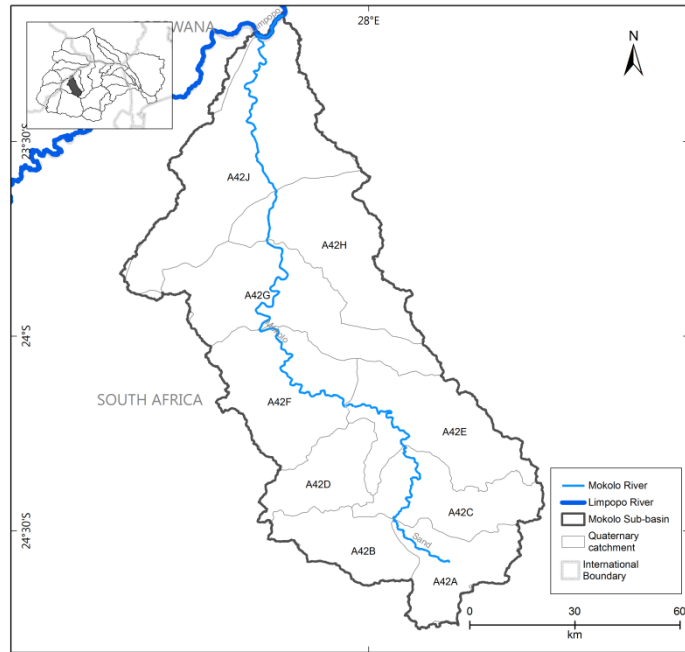 28°E
BOTSWANA
Limpopo
N
23°30'S
A42J
A42H
A42G
24°S
Mokolo
SOUTH AFRICA
A42F
A42E
A42D
A42C
24°30'S
Sand
A42B
A42A
Mokolo River
Limpopo River
Mokolo Sub-basin
Quaternary
catchment
International
Boundary
0 30 60
km